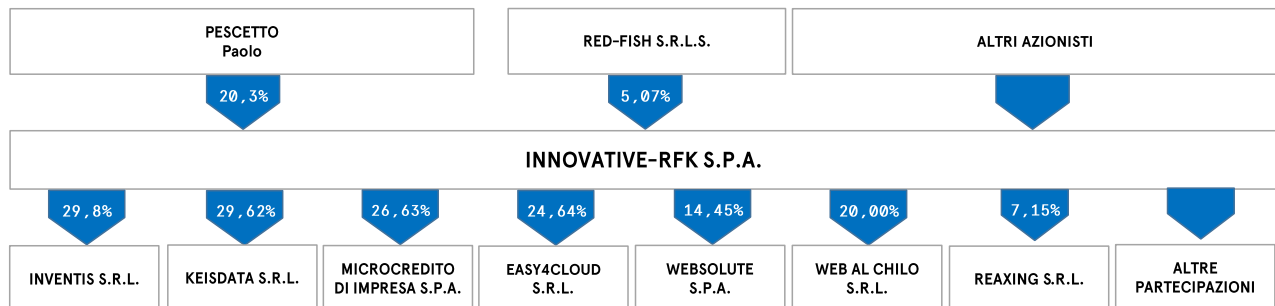 PESCETTO
Paolo
RED-FISH S.R.L.S.
ALTRI AZIONISTI
20,3%
5,07%
INNOVATIVE-RFK S.P.A.
29,8%
29,62%
26,63%
24,64%
14,45%
20,00%
7,15%
INVENTIS S.R.L.
KEISDATA S.R.L.
MICROCREDITO
DI IMPRESA S.P.A.
EASY4CLOUD
S.R.L.
WEBSOLUTE
S.P.A.
WEB AL CHILO
S.R.L.
REAXING S.R.L.
ALTRE
PARTECIPAZIONI